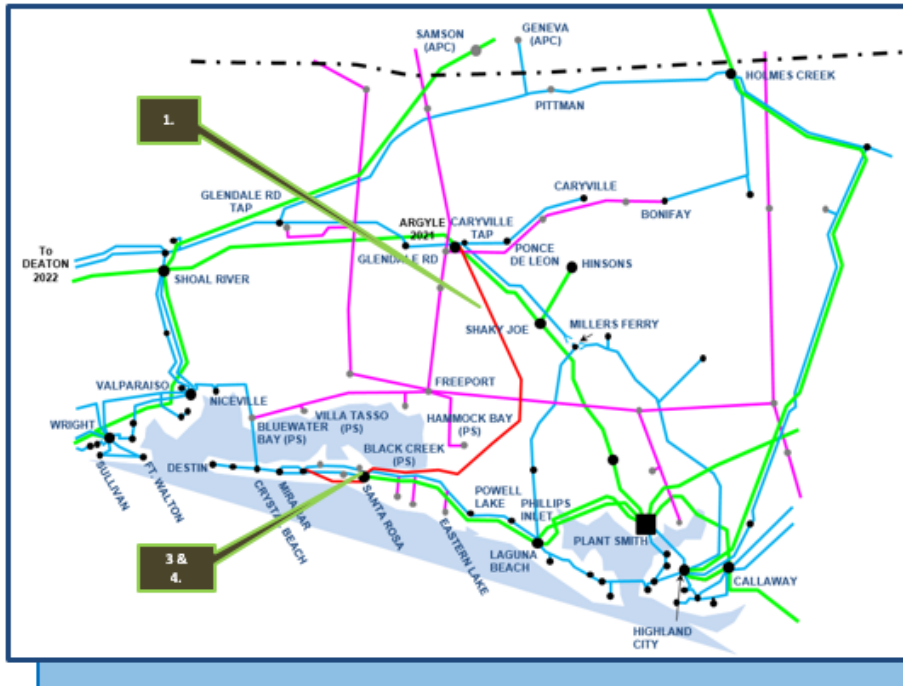 SAMSON
(APC)
GENEVA
(APC)
HOLMES CREEK
PITTMAN
1.
GLENDALE RD
TAP
CARYVILLE
BONIFAY
ARGYLE
2021
CARYVILLE
TAP
To
DEATON
2022
GLENDALE RD
PONCE
DE LEON
HINSONS
SHOAL RIVER
SHAKY JOE
MILLERS FERRY
VALPARAISO
NICEVILLE
FREEPORT
WRIGHT
BLUEWATER
BAY (PS)
VILLA TASSO
(PS)
HAMMOCK BAY
(PS)
BLACK CREEK
(PS)
SULLIVAN
FT. WALTON
DESTIN
CRYSTAL BEACH
MIRAMAR
SANTA ROSA
EASTERN LAKE
POWELL
LAKE
PHILLIPS
INLET
PLANT SMITH
LAGUNA
BEACH
3 &
4.
CALLAWAY
HIGHLAND
CITY